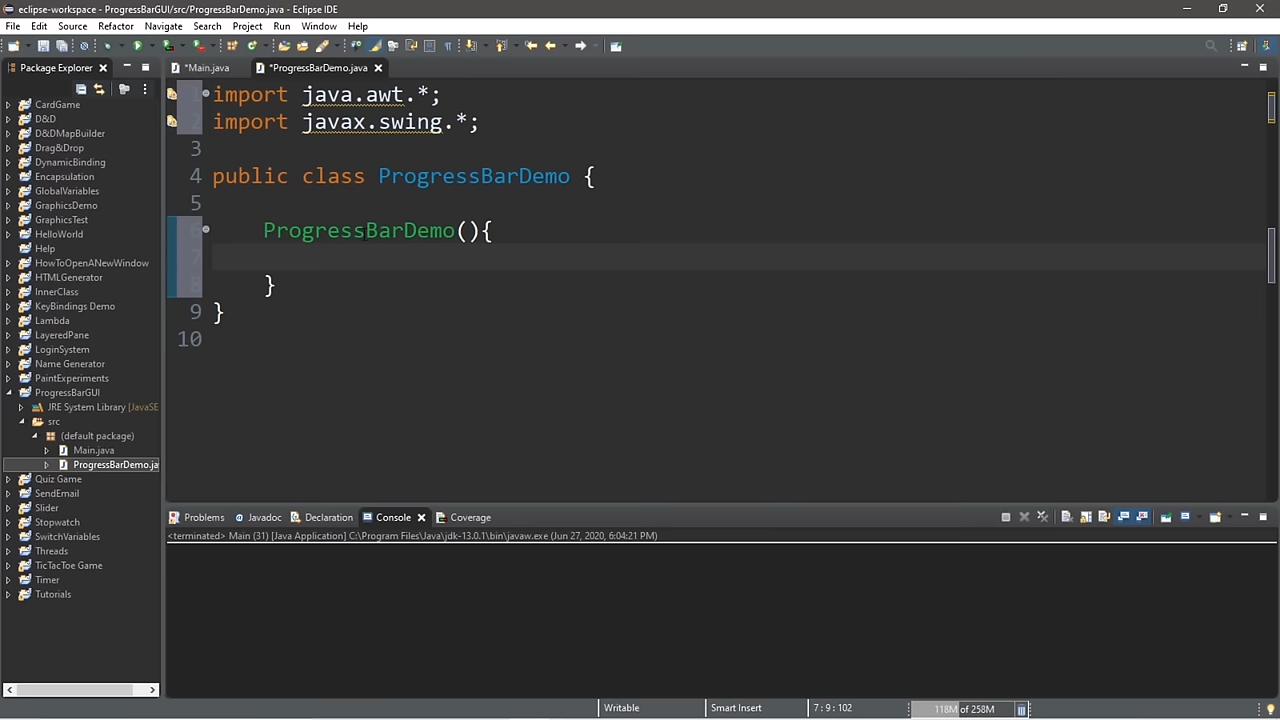 eclipse-workspace - ProgressBarGUI/src/ProgressBarDemo.java - Eclipse IDE
File Edit Source Refactor Navigate Search Project Run Window Help
Package Explorer
*Main.java
*ProgressBarDemo.java
CardGame
D&D
D&DMapBuilder
Drag&Drop
DynamicBinding
Encapsulation
GlobalVariables
GraphicsDemo
GraphicsTest
HelloWorld
Help
HowToOpenANewWindow
HTMLGenerator
InnerClass
KeyBindings Demo
Lambda
LayeredPane
LoginSystem
Name Generator
PaintExperiments
ProgressBarGUI
JRE System Library [JavaSE
src
(default package)
Main.java
ProgressBarDemo.ja
Quiz Game
SendEmail
Slider
Stopwatch
SwitchVariables
Threads
TicTacToe Game
Timer
Tutorials
1 import java.awt.*;
2 import javax.swing.*;
3
4 public class ProgressBarDemo {
5
6 ProgressBarDemo(){
7
8 }
9 }
10
Problems Javadoc Declaration Console Coverage
<terminated> Main (31) [Java Application] C:\Program Files\Java\jdk-13.0.1\bin\javaw.exe (Jun 27, 2020, 6:04:21 PM)
Writable Smart Insert 7 : 9 : 102 118M of 258M